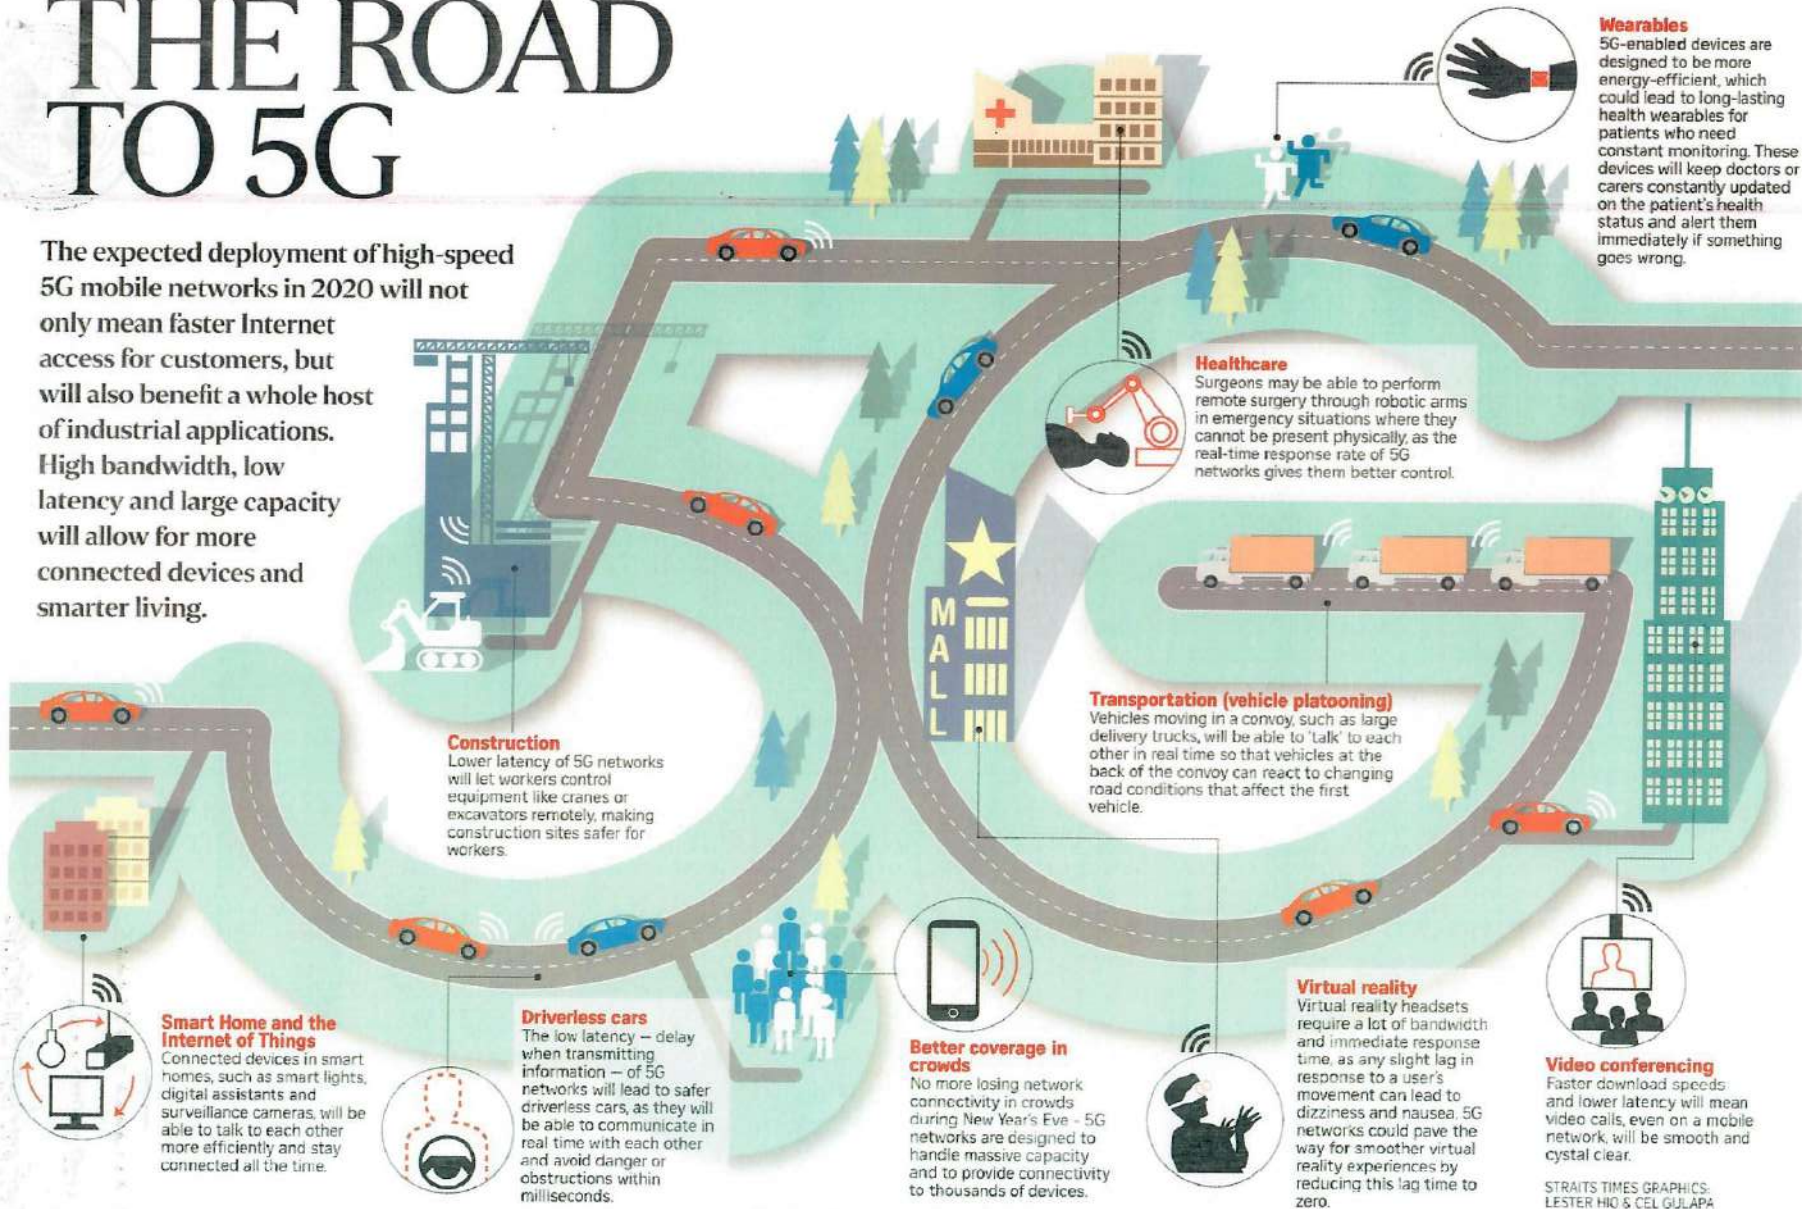 THE ROAD
TO 5G
The expected deployment of high-speed
5G mobile networks in 2020 will not
only mean faster Internet
access for customers, but
will also benefit a whole host
of industrial applications.
High bandwidth, low
latency and large capacity
will allow for more
connected devices and
smarter living.
Wearables
5G-enabled devices are
designed to be more
energy-efficient, which
could lead to long-lasting
health wearables for
patients who need
constant monitoring. These
devices will keep doctors or
carers constantly updated
on the patient's health
status and alert them
immediately if something
goes wrong.
Healthcare
Surgeons may be able to perform
remote surgery through robotic arms
in emergency situations where they
cannot be present physically, as the
real-time response rate of 5G
networks gives them better control.
MALL
Transportation (vehicle platooning)
Vehicles moving in a convoy, such as large
delivery trucks, will be able to 'talk' to each
other in real time so that vehicles at the
back of the convoy can react to changing
road conditions that affect the first
vehicle.
Construction
Lower latency of 5G networks
will let workers control
equipment like cranes or
excavators remotely, making
construction sites safer for
workers.
Smart Home and the
Internet of Things
Connected devices in smart
homes, such as smart lights,
digital assistants and
surveillance cameras, will be
able to talk to each other
more efficiently and stay
connected all the time.
Driverless cars
The low latency – delay
when transmitting
information – of 5G
networks will lead to safer
driverless cars, as they will
be able to communicate in
real time with each other
and avoid danger or
obstructions within
milliseconds.
Better coverage in
crowds
No more losing network
connectivity in crowds
during New Year's Eve - 5G
networks are designed to
handle massive capacity
and to provide connectivity
to thousands of devices.
Virtual reality
Virtual reality headsets
require a lot of bandwidth
and immediate response
time, as any slight lag in
response to a user's
movement can lead to
dizziness and nausea. 5G
networks could pave the
way for smoother virtual
reality experiences by
reducing this lag time to
zero.
Video conferencing
Faster download speeds
and lower latency will mean
video calls, even on a mobile
network, will be smooth and
cystal clear.
STRAITS TIMES GRAPHICS:
LESTER HIO & CEL GULAPA